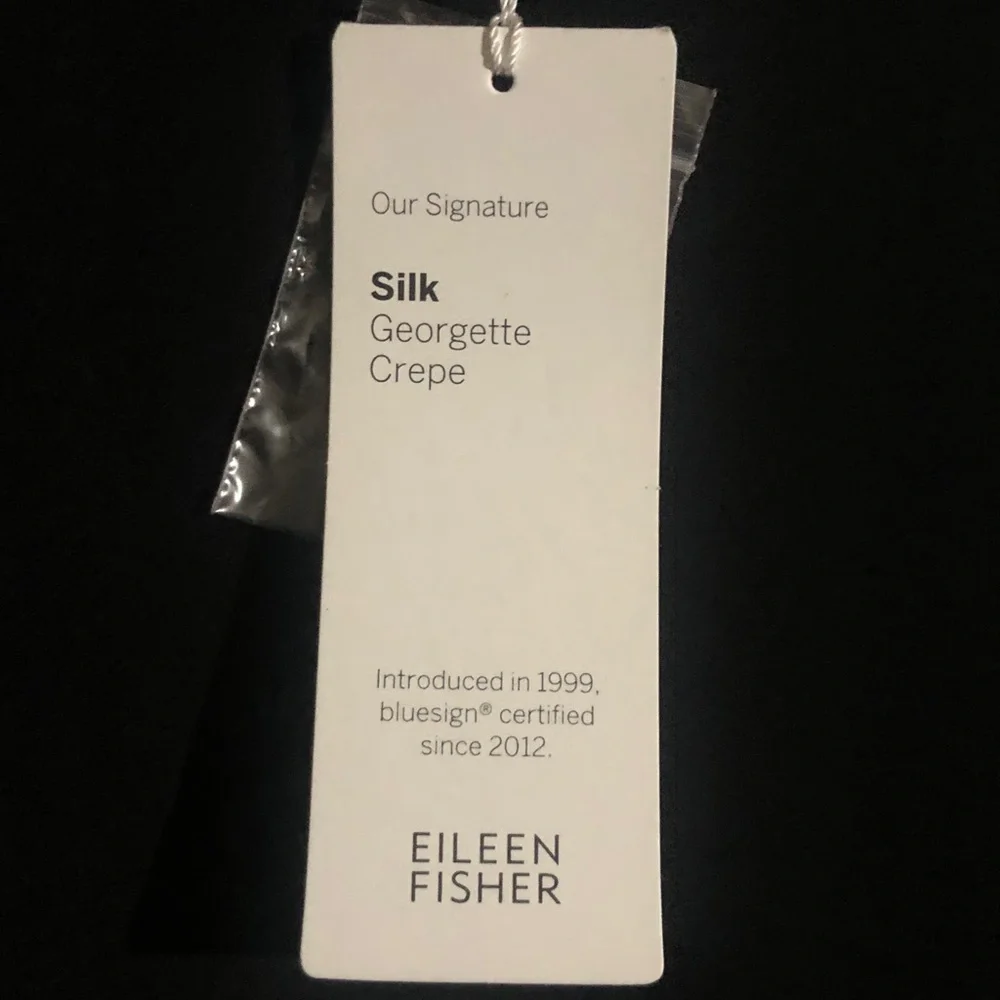 Our Signature
Silk
Georgette
Crepe
Introduced in 1999,
bluesign® certified
since 2012.
EILEEN
FISHER